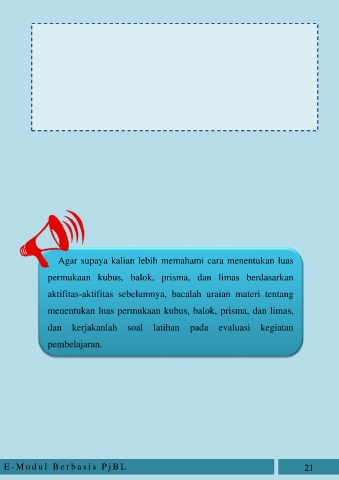 Agar supaya kalian lebih memahami cara menentukan luas
permukaan kubus, balok, prisma, dan limas berdasarkan
aktifitas-aktifitas sebelumnya, bacalah uraian materi tentang
menentukan luas permukaan kubus, balok, prisma, dan limas,
dan kerjakanlah soal latihan pada evaluasi kegiatan
pembelajaran.
E-Modul Berbasis PjBL
21